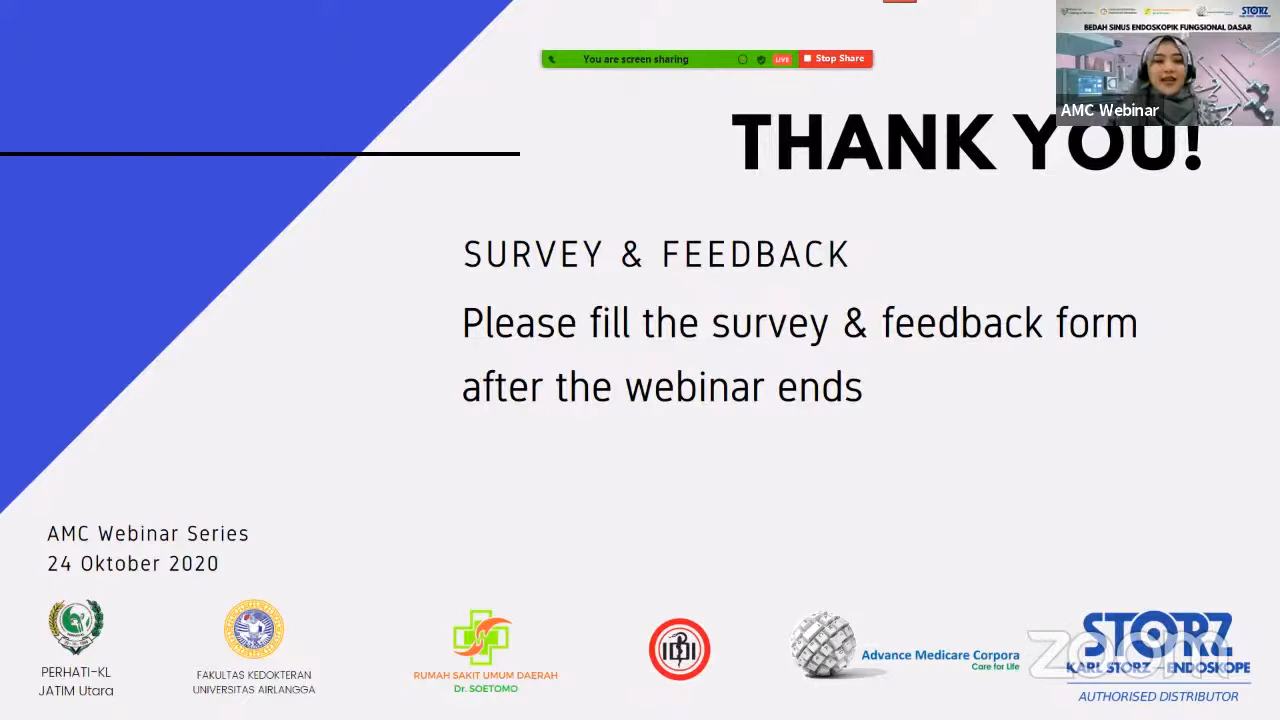 STORZ
KARL STORZ – ENDOSKOPE
BEDAH SINUS ENDOSKOPIK FUNGSIONAL DASAR
You are screen sharing
LIVE
Stop Share
AMC Webinar
THANK YOU!
SURVEY & FEEDBACK
Please fill the survey & feedback form
after the webinar ends
AMC Webinar Series
24 Oktober 2020
PERHATI-KL
JATIM Utara
FAKULTAS KEDOKTERAN
UNIVERSITAS AIRLANGGA
RUMAH SAKIT UMUM DAERAH
Dr. SOETOMO
IDI
Advance Medicare Corpora
Care for Life
STORZ
KARL STORZ – ENDOSKOPE
zoom
AUTHORISED DISTRIBUTOR